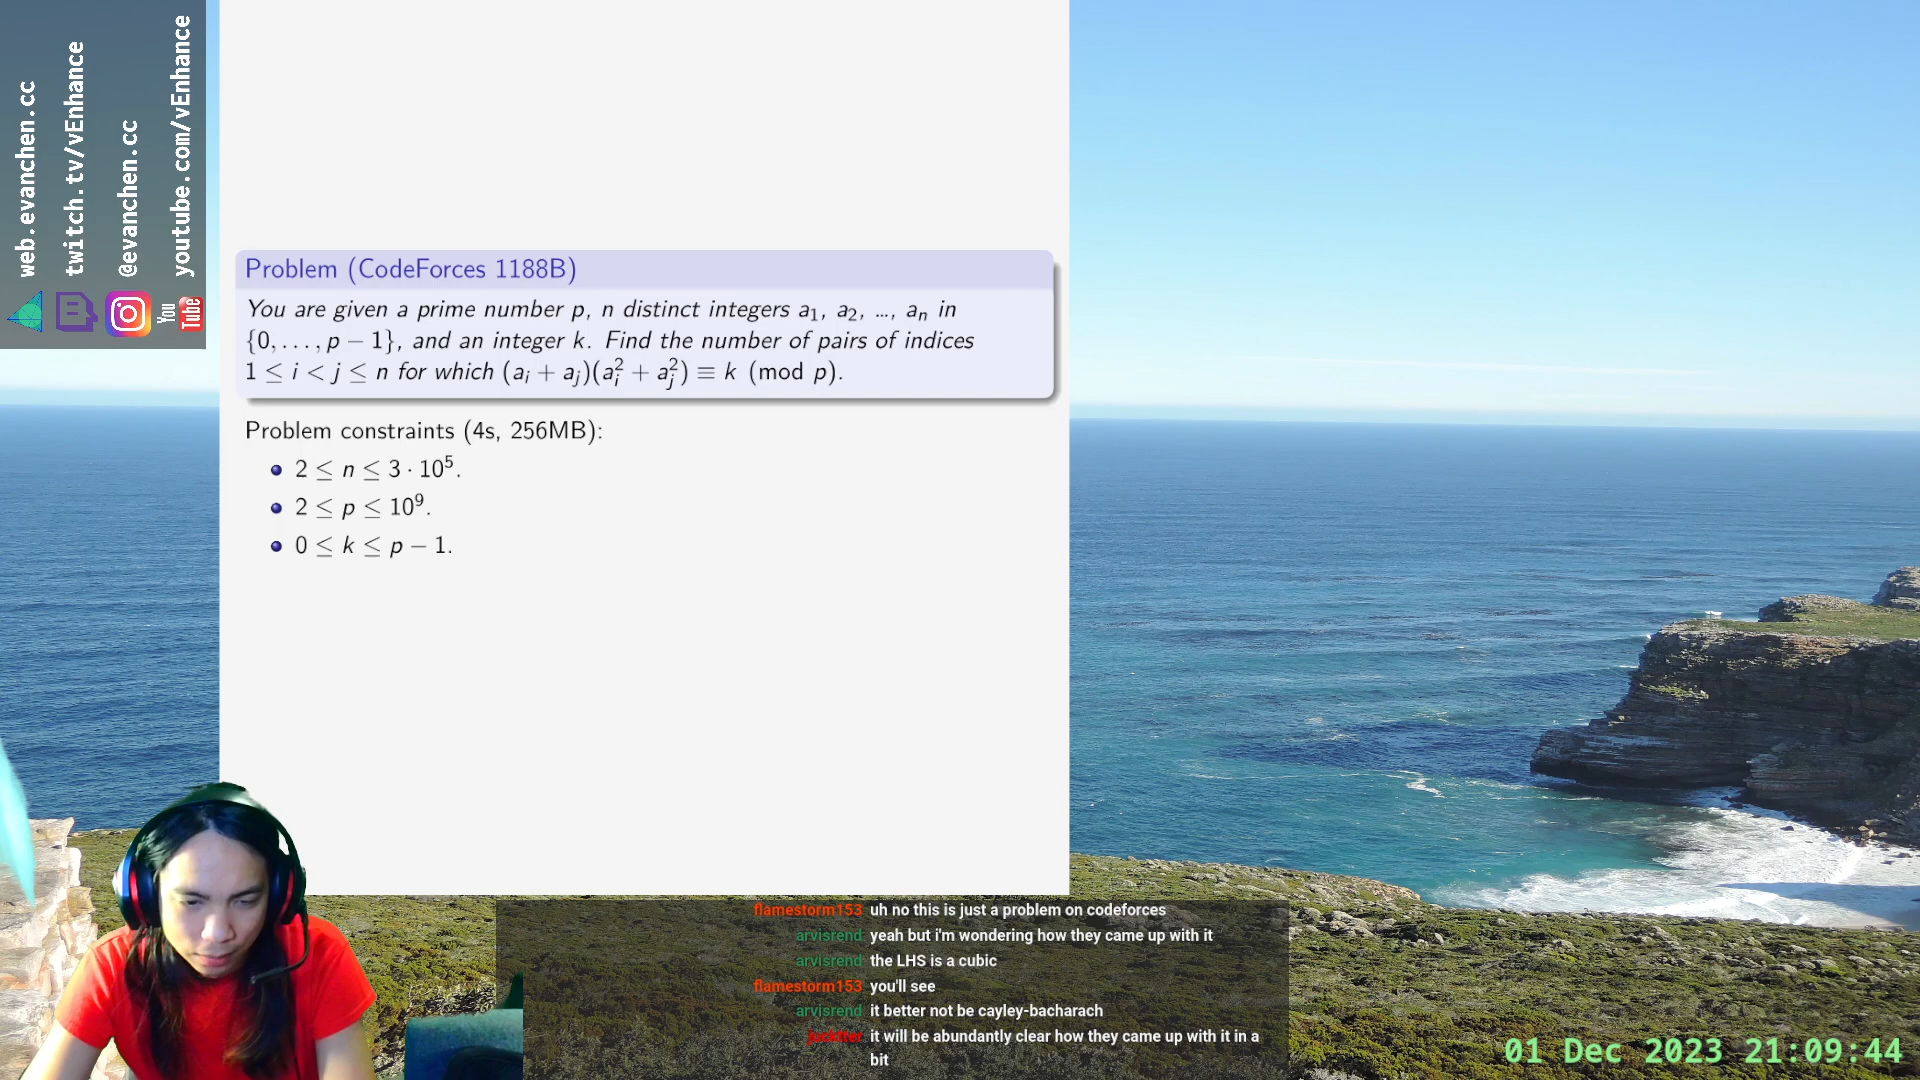 web.evanchen.cc
twitch.tv/vEnhance
@evanchen.cc
youtube.com/vEnhance
You
Tube
Problem (CodeForces 1188B)
You are given a prime number p, n distinct integers a₁, a₂, ..., aₙ in
{0, . . . , p − 1}, and an integer k. Find the number of pairs of indices
1 ≤ i < j ≤ n for which (aᵢ + aⱼ)(aᵢ² + aⱼ²) ≡ k (mod p).
Problem constraints (4s, 256MB):
2 ≤ n ≤ 3 · 10⁵.
2 ≤ p ≤ 10⁹.
0 ≤ k ≤ p − 1.
flamestorm153 uh no this is just a problem on codeforces
arvisrend yeah but i'm wondering how they came up with it
arvisrend the LHS is a cubic
flamestorm153 you'll see
arvisrend it better not be cayley-bacharach
it will be abundantly clear how they came up with it in a
bit
01 Dec 2023 21:09:44